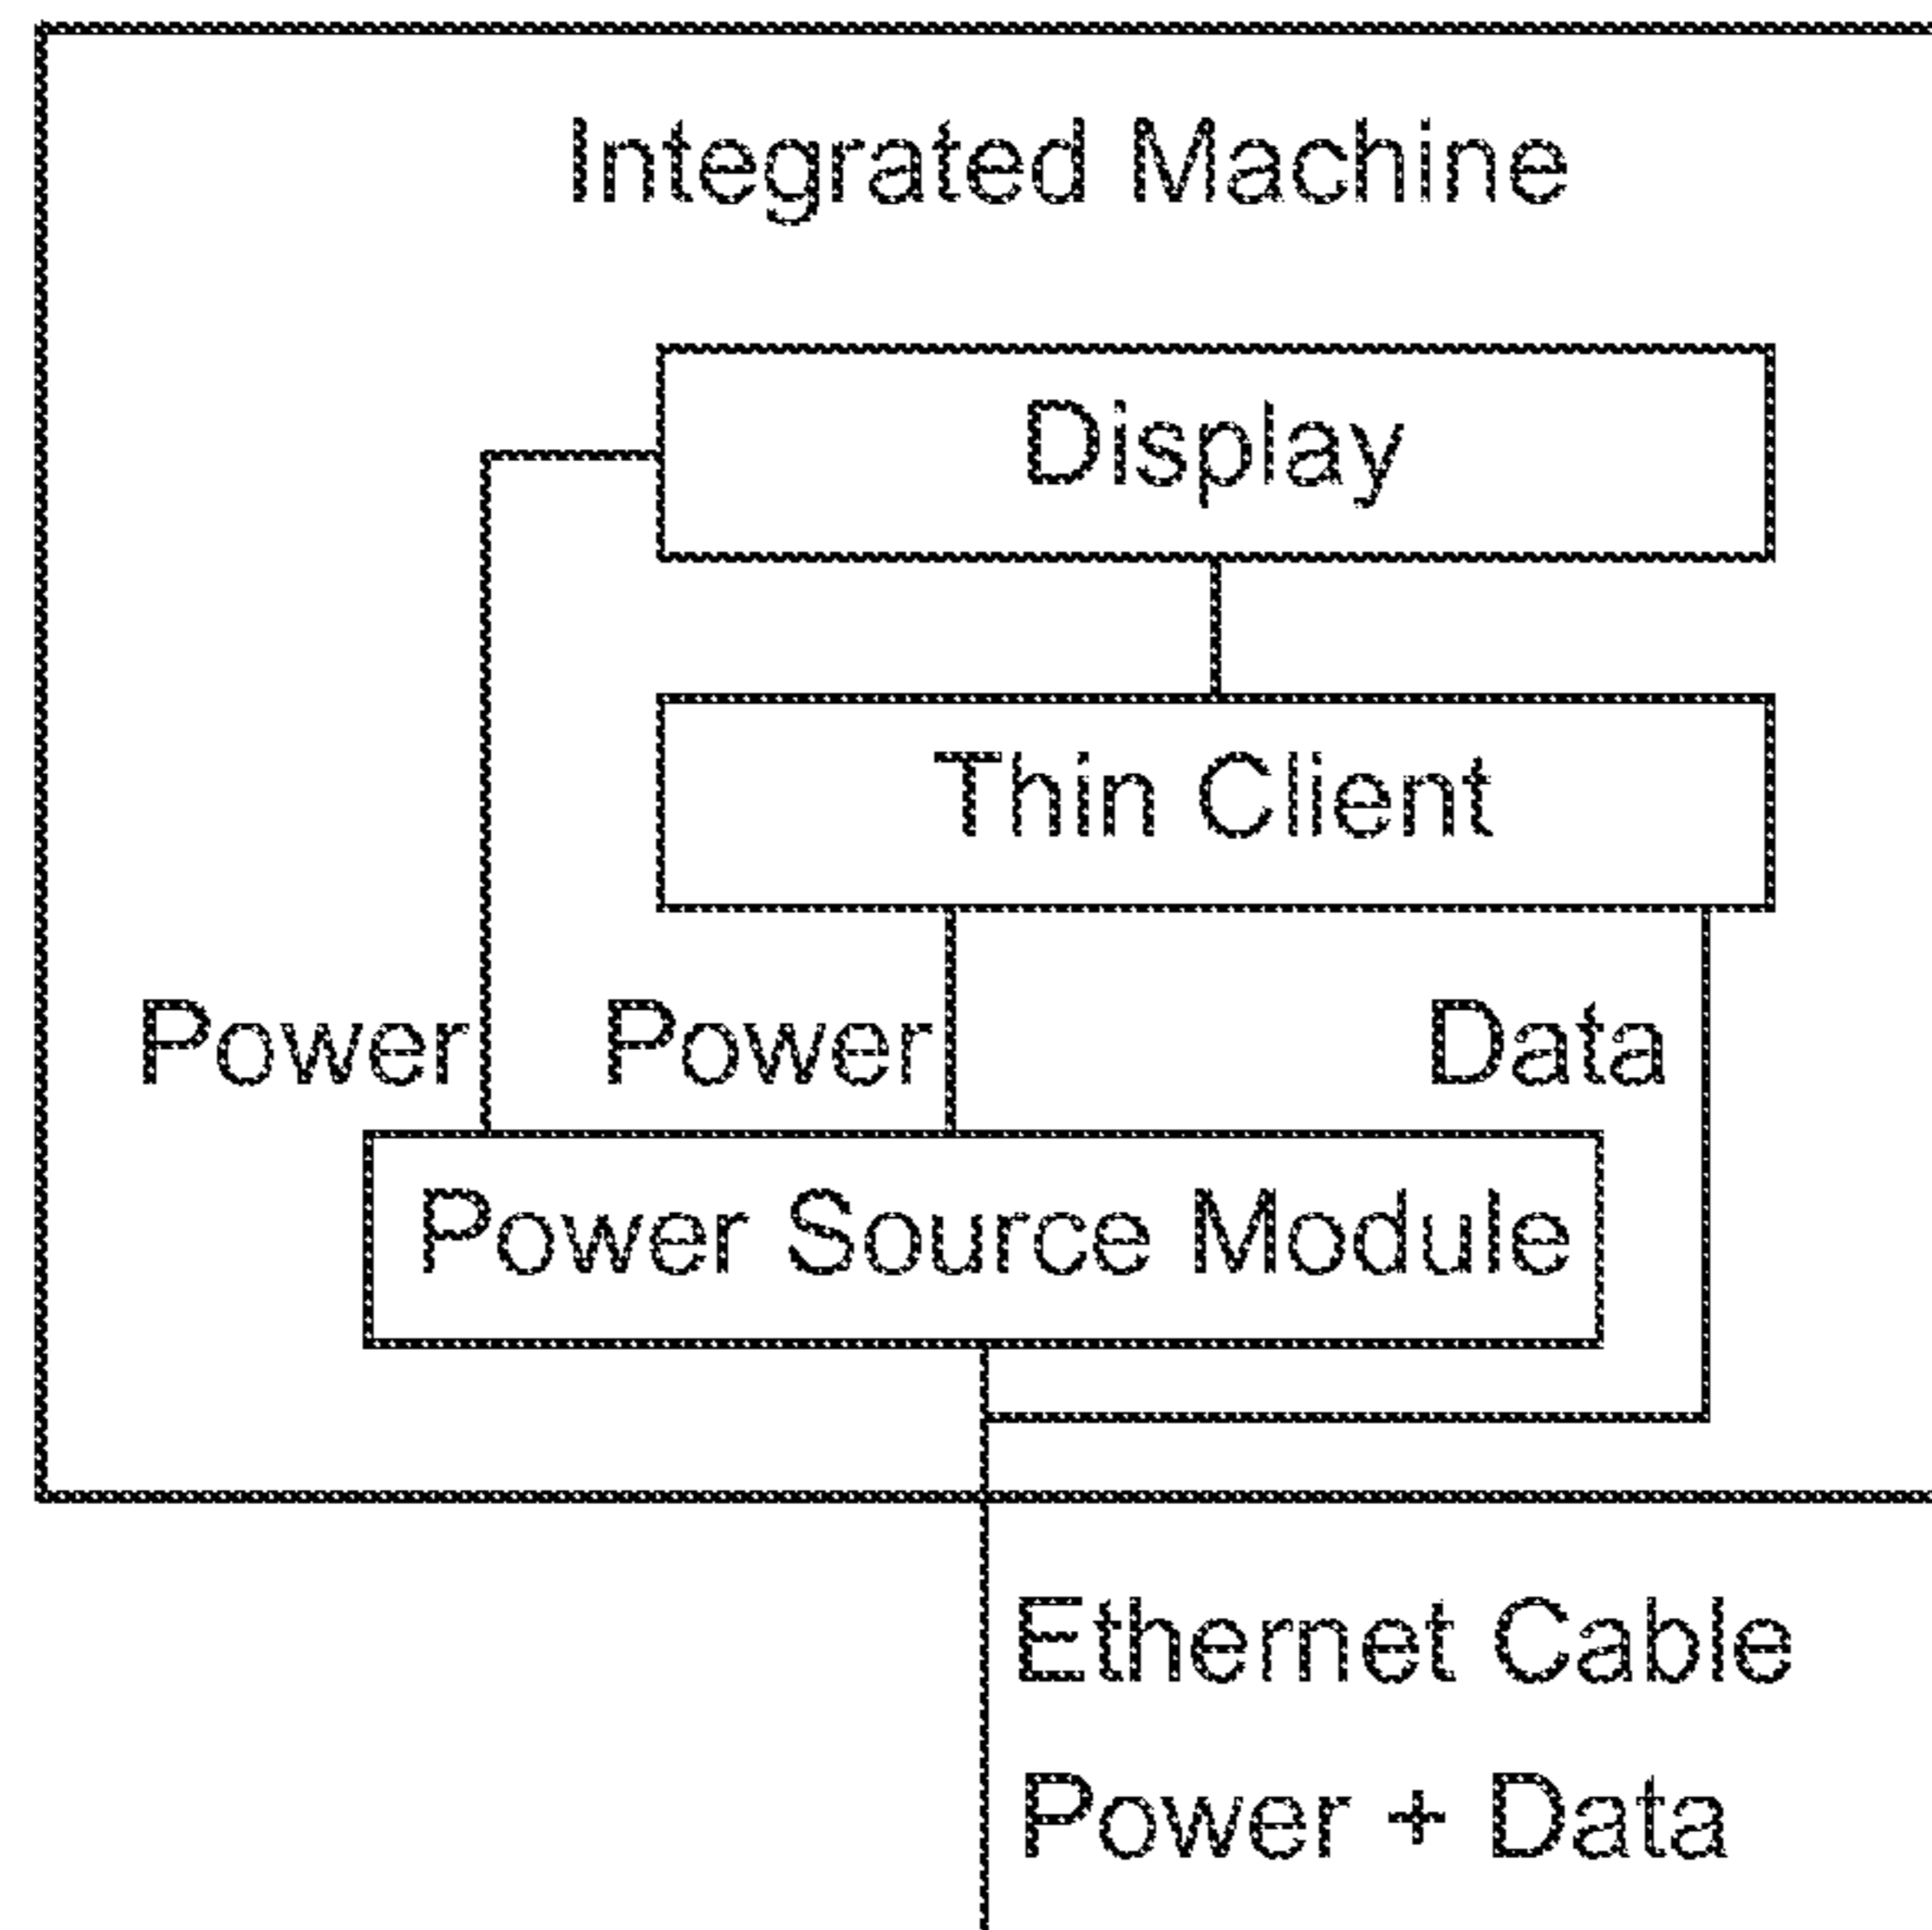 Integrated Machine
Display
Thin Client
Power Power Data
Power Source Module
Ethernet Cable
Power + Data